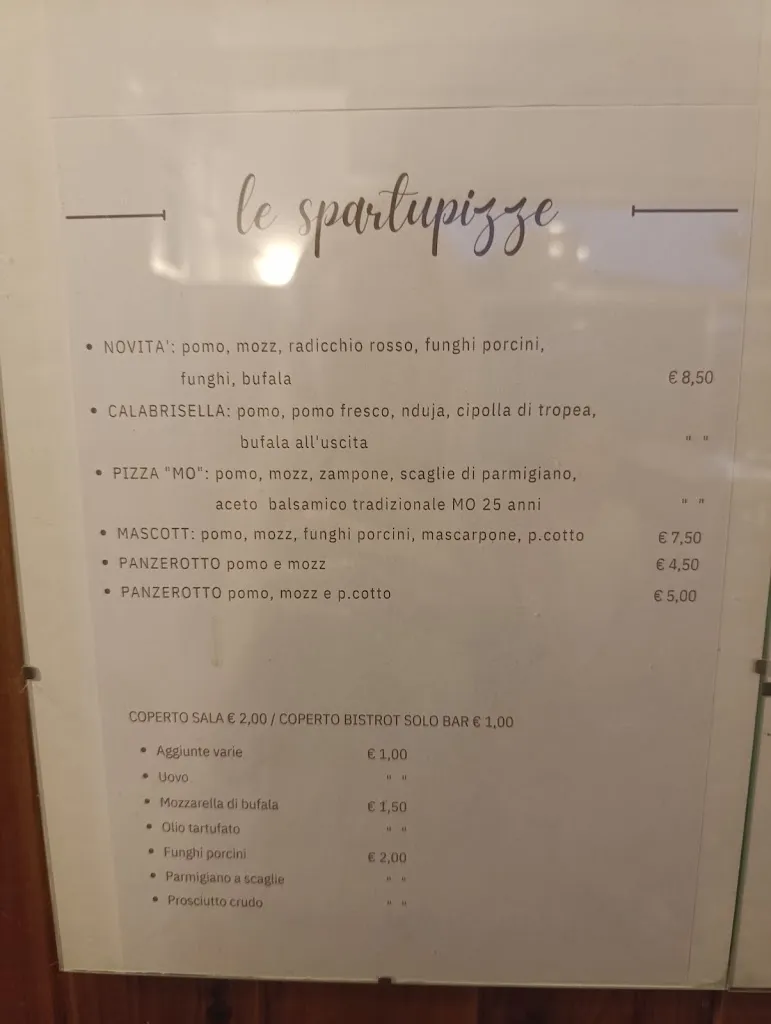 le spartupizze
• NOVITA': pomo, mozz, radicchio rosso, funghi porcini,
funghi, bufala € 8,50
• CALABRISELLA: pomo, pomo fresco, nduja, cipolla di tropea,
bufala all'uscita " "
• PIZZA "MO": pomo, mozz, zampone, scaglie di parmigiano,
aceto balsamico tradizionale MO 25 anni " "
• MASCOTT: pomo, mozz, funghi porcini, mascarpone, p.cotto € 7,50
• PANZEROTTO pomo e mozz € 4,50
• PANZEROTTO pomo, mozz e p.cotto € 5,00
COPERTO SALA € 2,00 / COPERTO BISTROT SOLO BAR € 1,00
• Aggiunte varie € 1,00
• Uovo " "
• Mozzarella di bufala € 1,50
• Olio tartufato " "
• Funghi porcini € 2,00
• Parmigiano a scaglie " "
• Prosciutto crudo " "